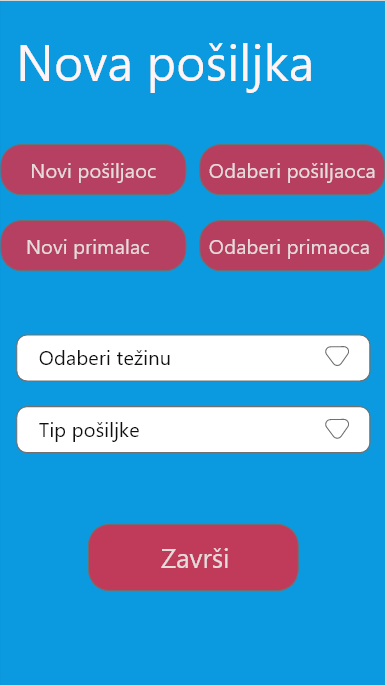 Nova pošiljka
Novi pošiljaoc
Odaberi pošiljaoca
Novi primalac
Odaberi primaoca
Odaberi težinu
Tip pošiljke
Završi